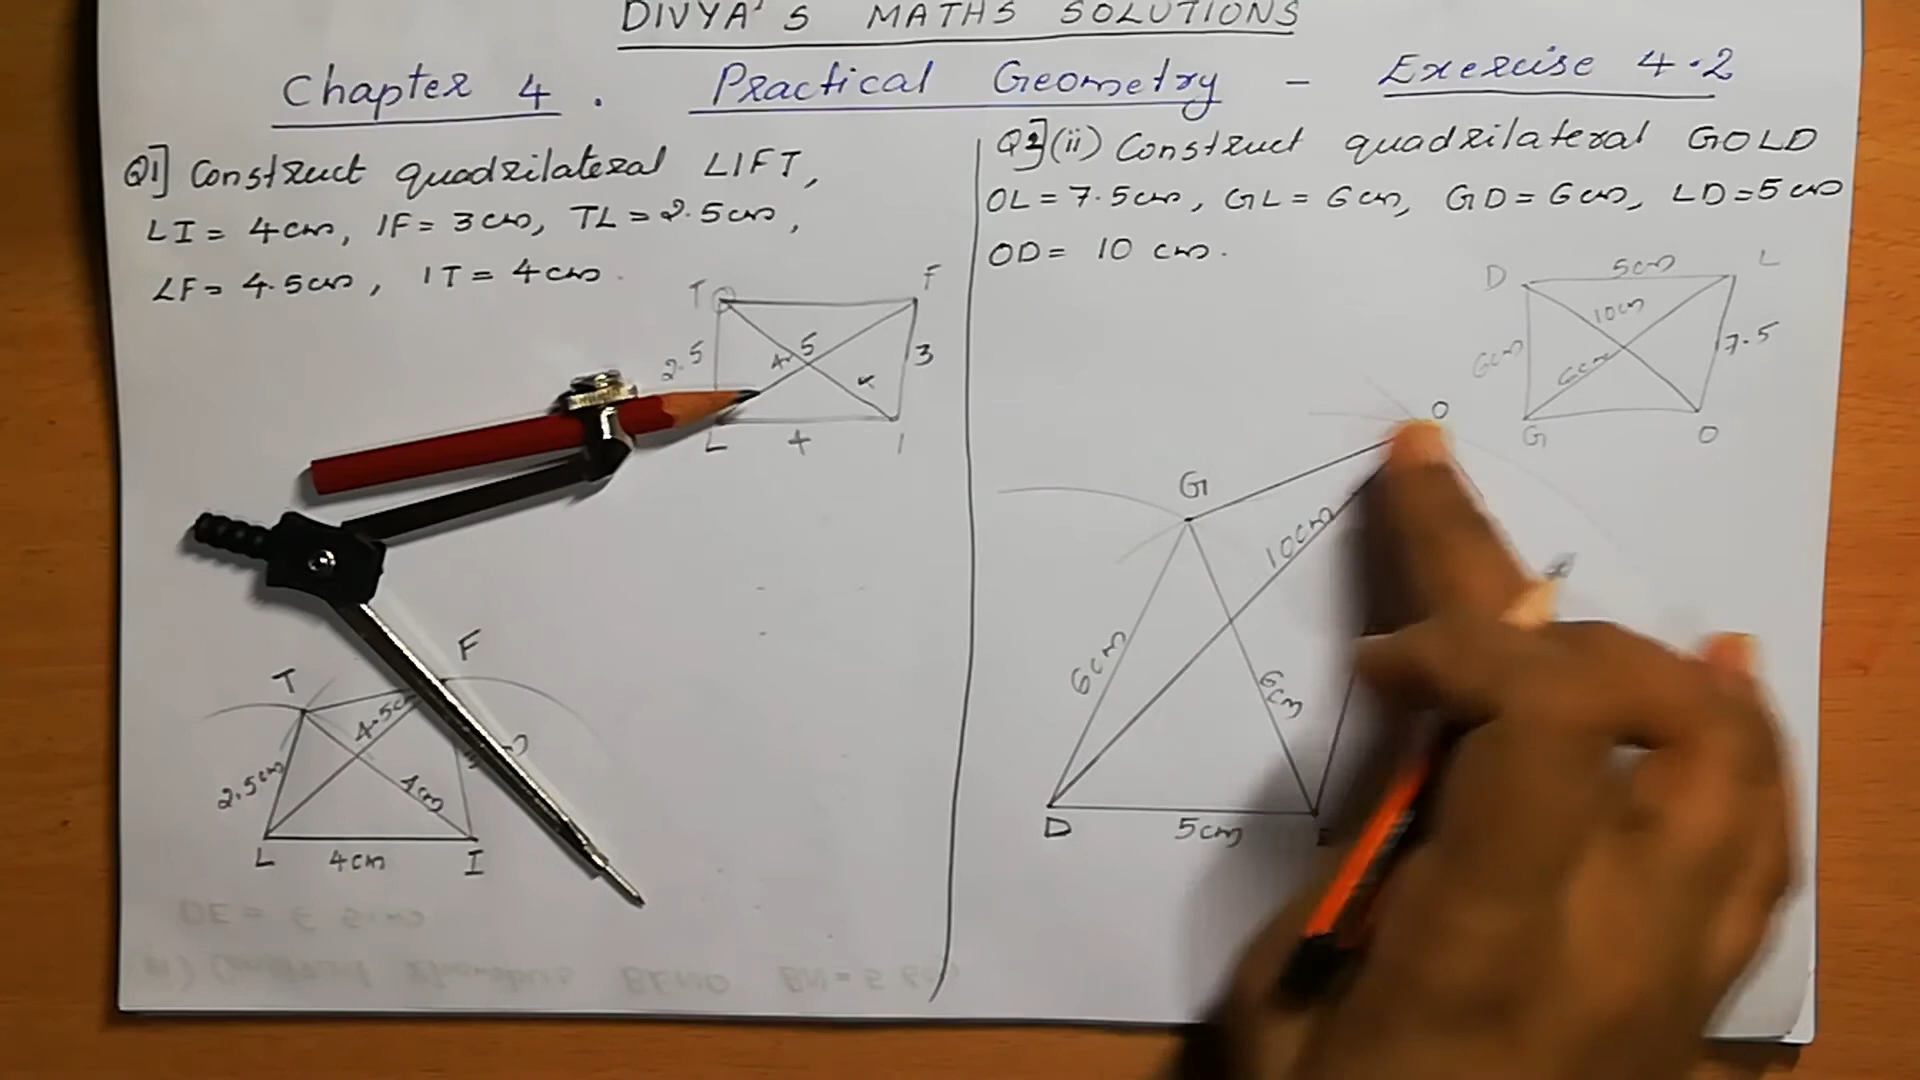 DIVYA'S MATHS SOLUTIONS
Chapter 4. Practical Geometry - Exercise 4.2
Q1] Construct quadrilateral LIFT,
LI = 4cm, IF = 3cm, TL = 2.5cm,
LF = 4.5cm, IT = 4cm.
T F
2.5 4.5 4 3
L 4 I
T F
2.5cm 4.5cm 4cm
L 4cm I
Q2](ii) Construct quadrilateral GOLD
OL = 7.5cm, GL = 6cm, GD = 6cm, LD = 5cm
OD = 10 cm.
D 5cm L
6cm 10cm 6cm 7.5
G O
G O
10cm
6cm 6cm
D 5cm